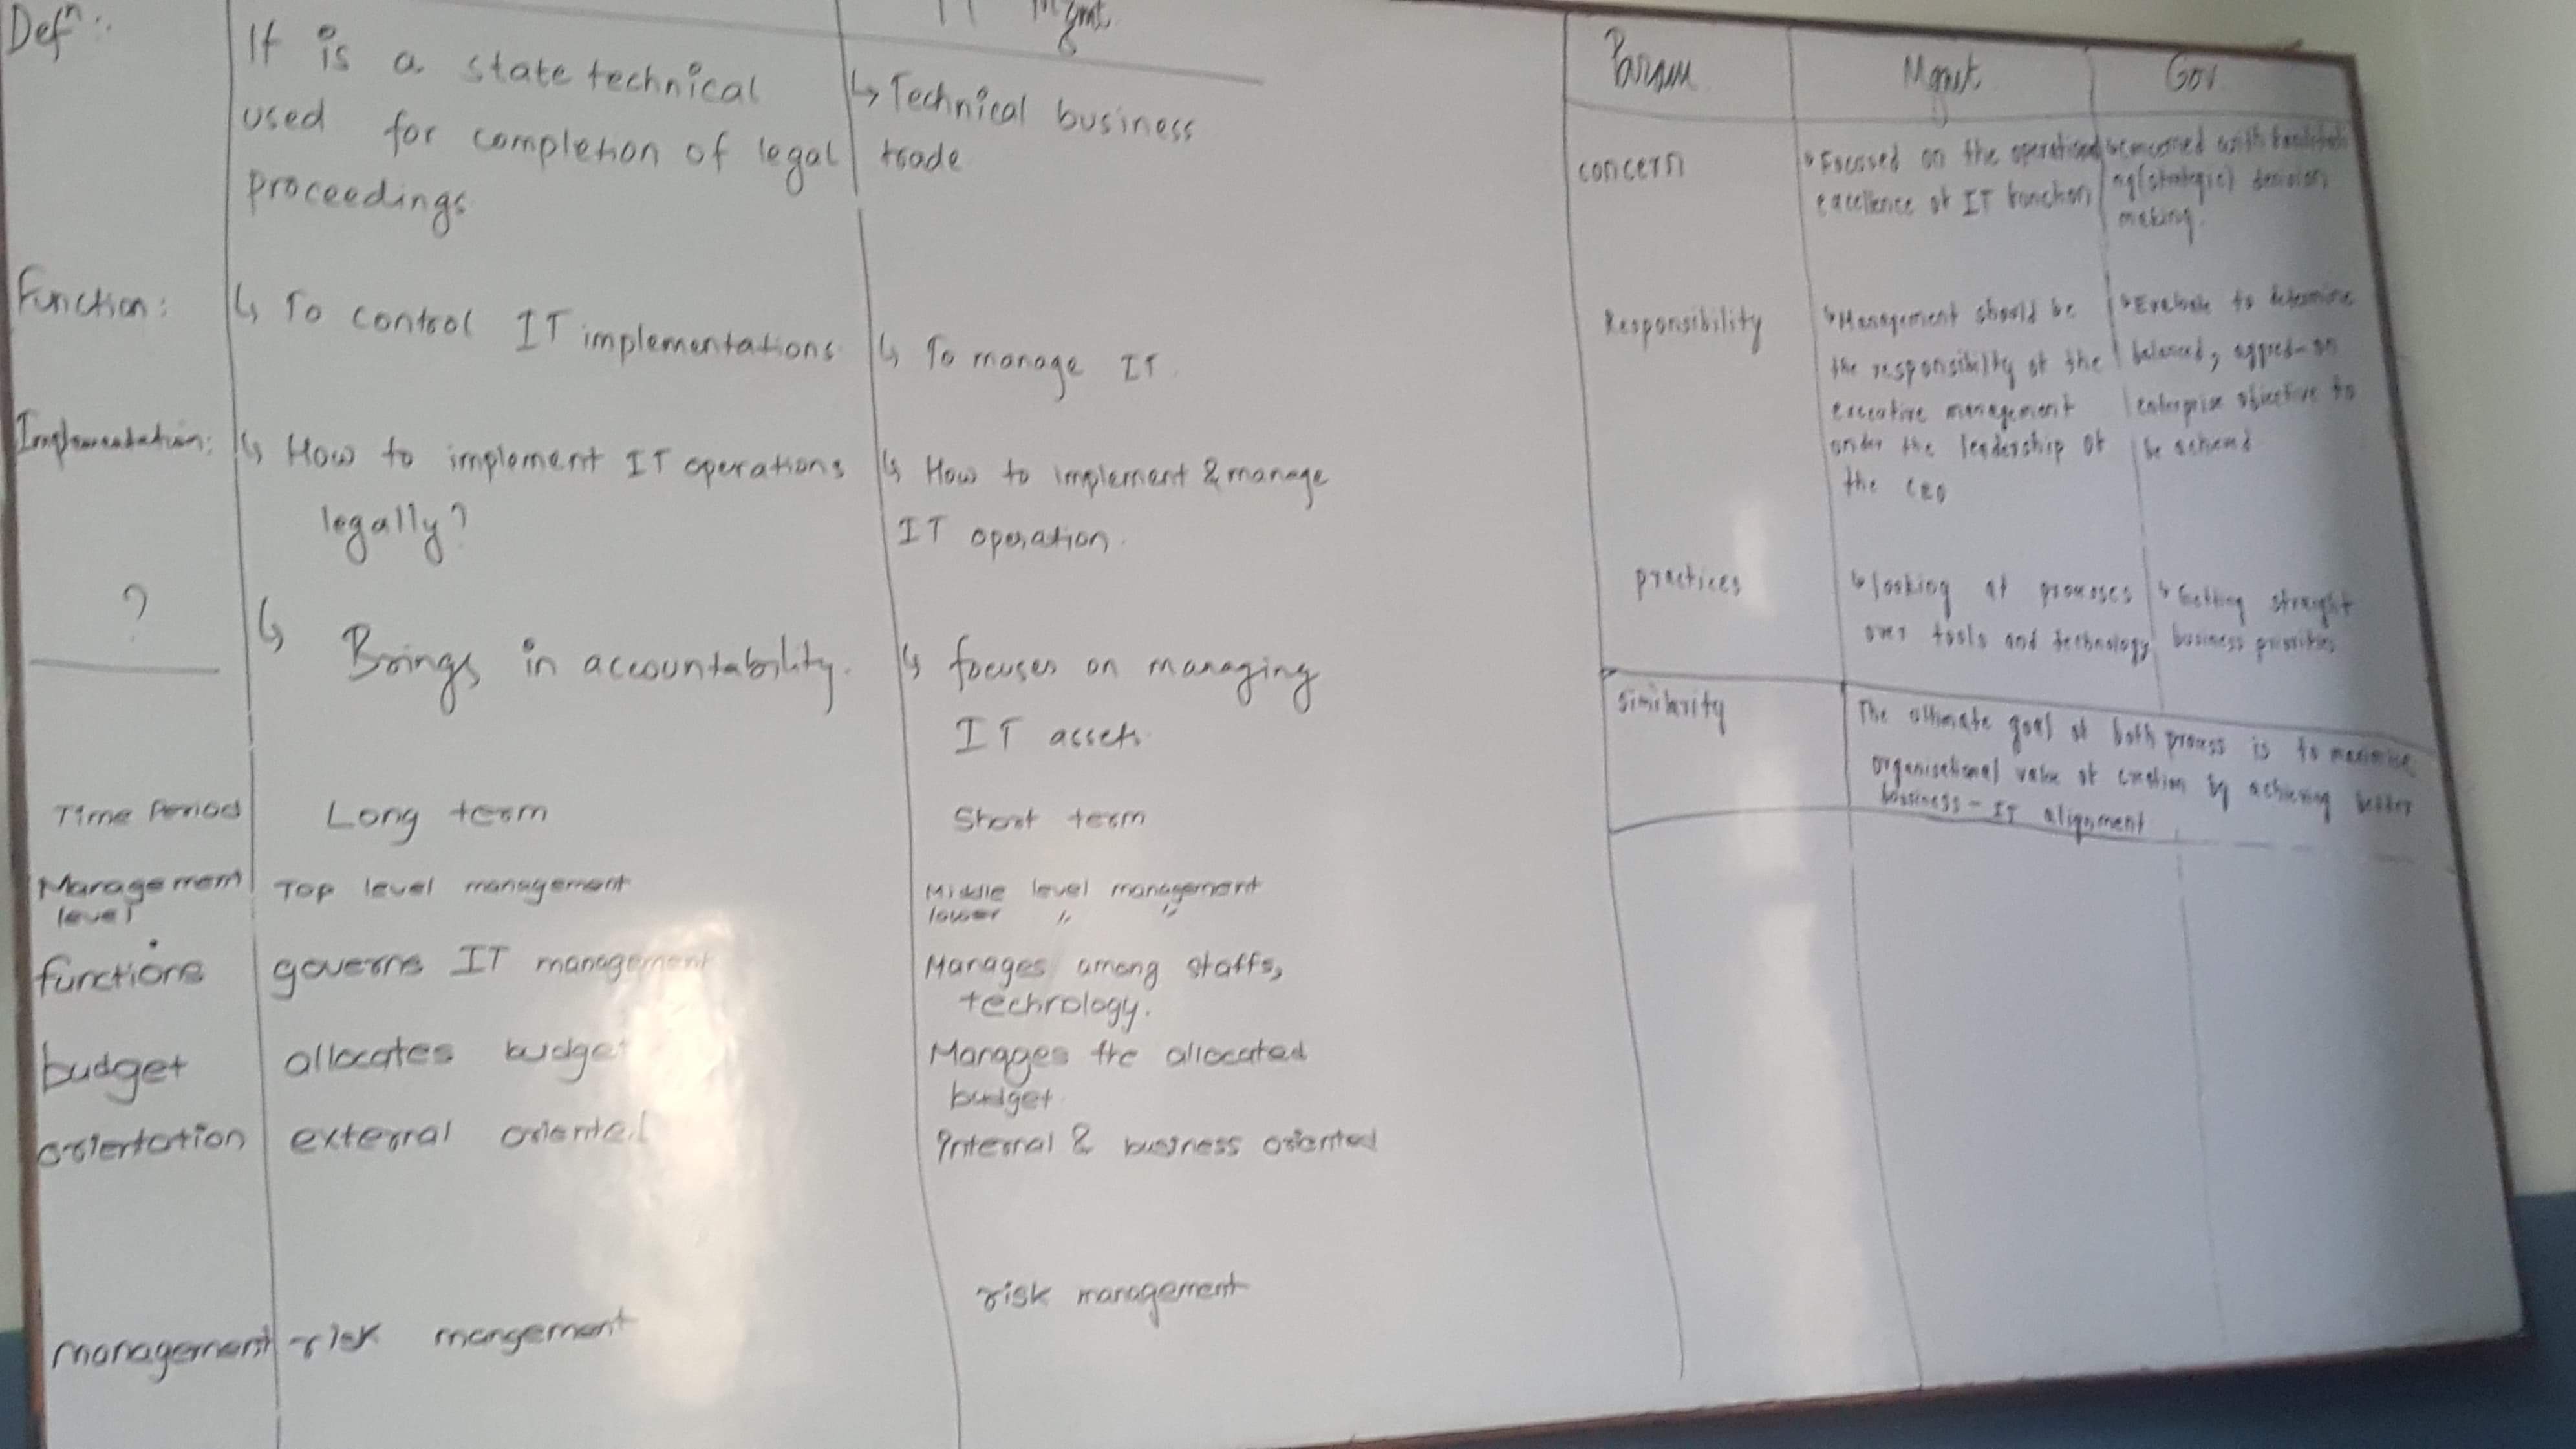 Mgmt.
Defⁿ:
It is a state technical
used for completion of legal
proceedings
↳ Technical business
trade
Function:
↳ To control IT implementations
↳ To manage IT.
Implementation:
↳ How to implement IT operations
legally?
↳ How to implement & manage
IT operation.
?
↳ Brings in accountability.
↳ focuses on managing
IT assets.
Time Period
Long term
Short term
Management
level
Top level management
Middle level management
lower " "
functions
governs IT management
Manages among staffs,
technology.
budget
allocates budget
Manages the allocated
budget.
orientation
external oriented
Internal & business oriented
management
risk mangement
risk management
Param
Mgmt.
Gov.
concern
↳ Focussed on the operational
excellence of IT function
↳ concerned with facilitati
ng (strategic) decision
making.
Responsibility
↳ Management should be
the responsibilty of the
executive management
under the leadership of
the CEO
↳ Evaluate to determine
balanced, aggred-on
enterprise objective to
be achievd
practices
↳ looking at processes
over tools and technology
↳ Getting straight
business priorities
Similarity
The ultimate goal of both process is to maximise
organisational value of creation by achieving better
business - IT alignment